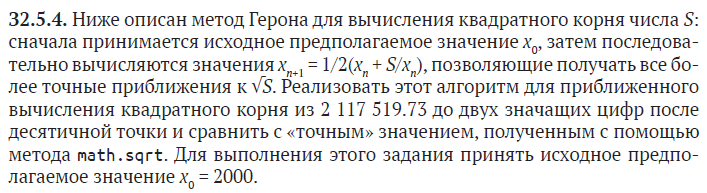 32.5.4. Ниже описан метод Герона для вычисления квадратного корня числа S:
сначала принимается исходное предполагаемое значение x₀, затем последова-
тельно вычисляются значения xₙ₊₁ = 1/2(xₙ + S/xₙ), позволяющие получать все бо-
лее точные приближения к √S. Реализовать этот алгоритм для приближенного
вычисления квадратного корня из 2 117 519.73 до двух значащих цифр после
десятичной точки и сравнить с «точным» значением, полученным с помощью
метода math.sqrt. Для выполнения этого задания принять исходное предпо-
лагаемое значение x₀ = 2000.